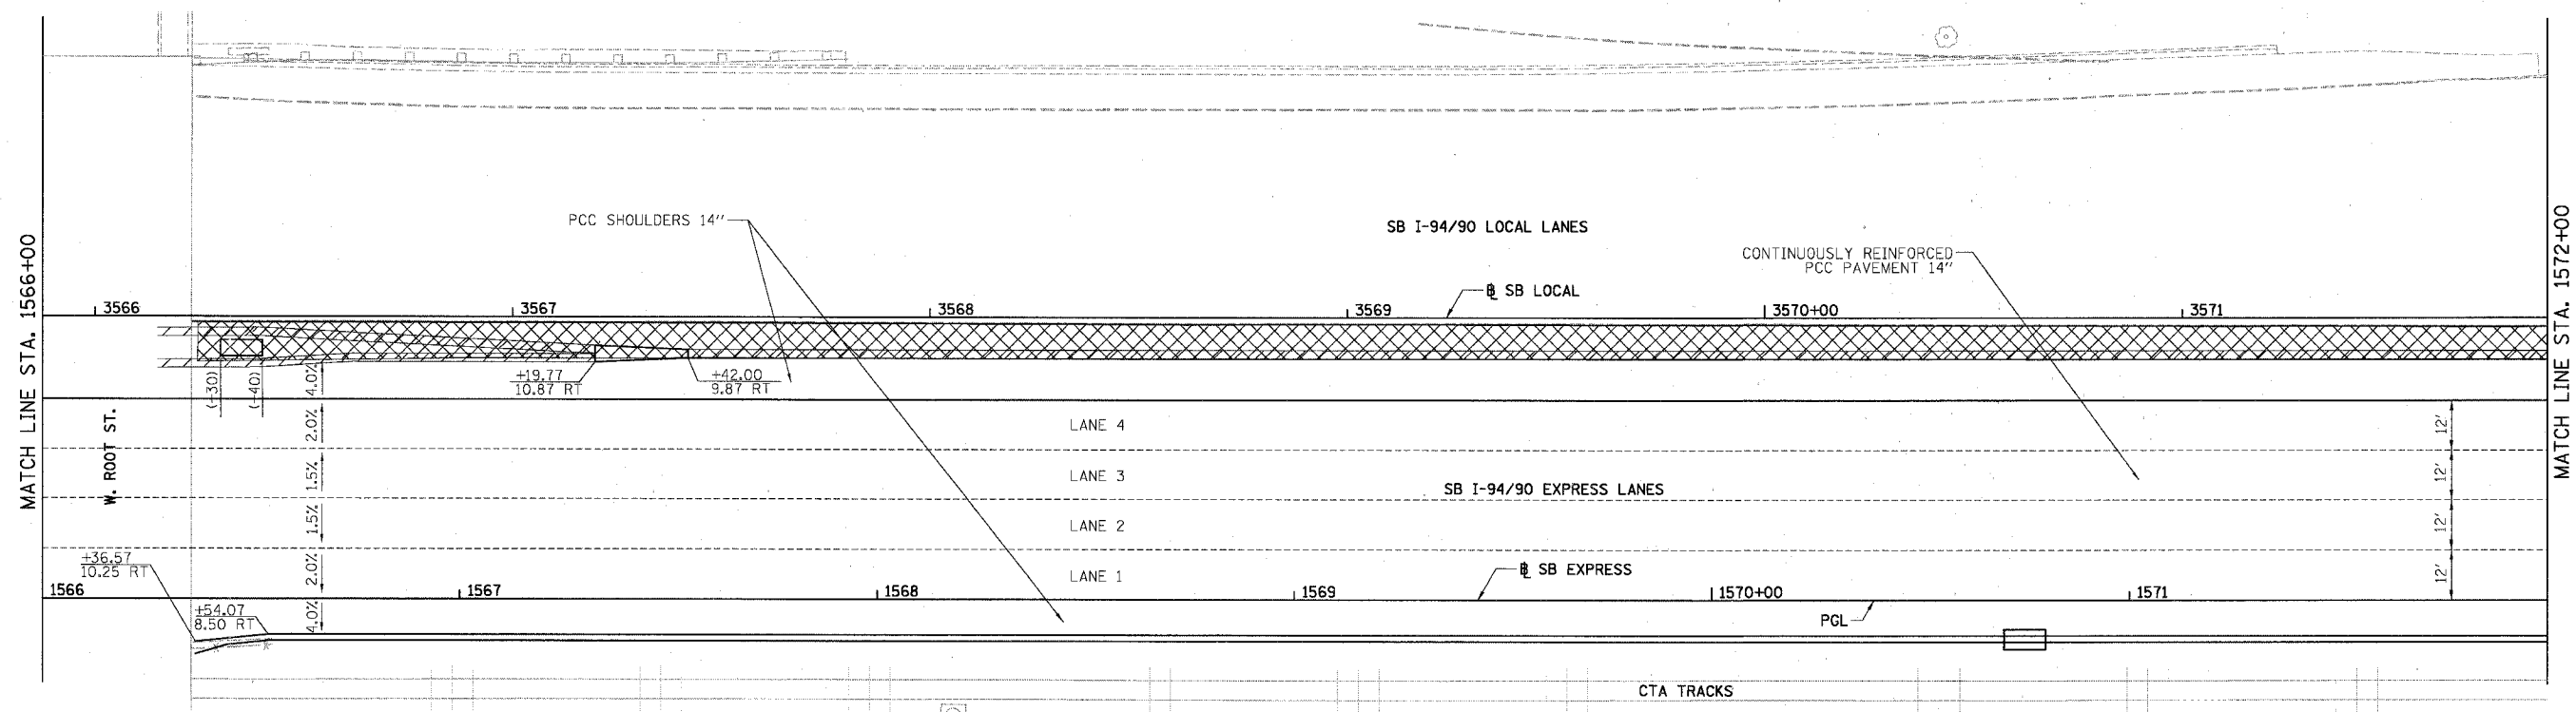 MATCH LINE STA. 1566+00
MATCH LINE STA. 1572+00
PCC SHOULDERS 14"
SB I-94/90 LOCAL LANES
CONTINUOUSLY REINFORCED
PCC PAVEMENT 14"
℄ SB LOCAL
3566
3567
3568
3569
3570+00
3571
(+30)
(+40)
+19.77
10.87 RT
+42.00
9.87 RT
4.0%
2.0%
1.5%
1.5%
2.0%
4.0%
W. ROOT ST.
LANE 4
LANE 3
SB I-94/90 EXPRESS LANES
LANE 2
LANE 1
12'
12'
12'
12'
+36.57
10.25 RT
℄ SB EXPRESS
1566
1567
1568
1569
1570+00
1571
+54.07
8.50 RT
PGL
CTA TRACKS